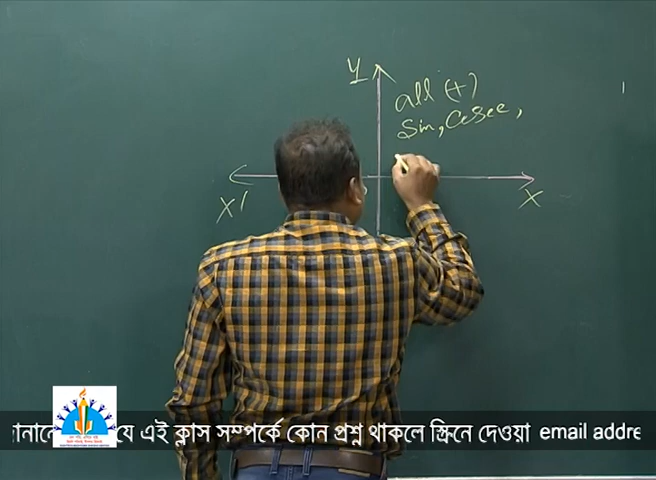 y
all (+)
Sin, Cosec,
X' X
যে এই ক্লাস সম্পর্কে কোন প্রশ্ন থাকলে স্ক্রিনে দেওয়া email addre